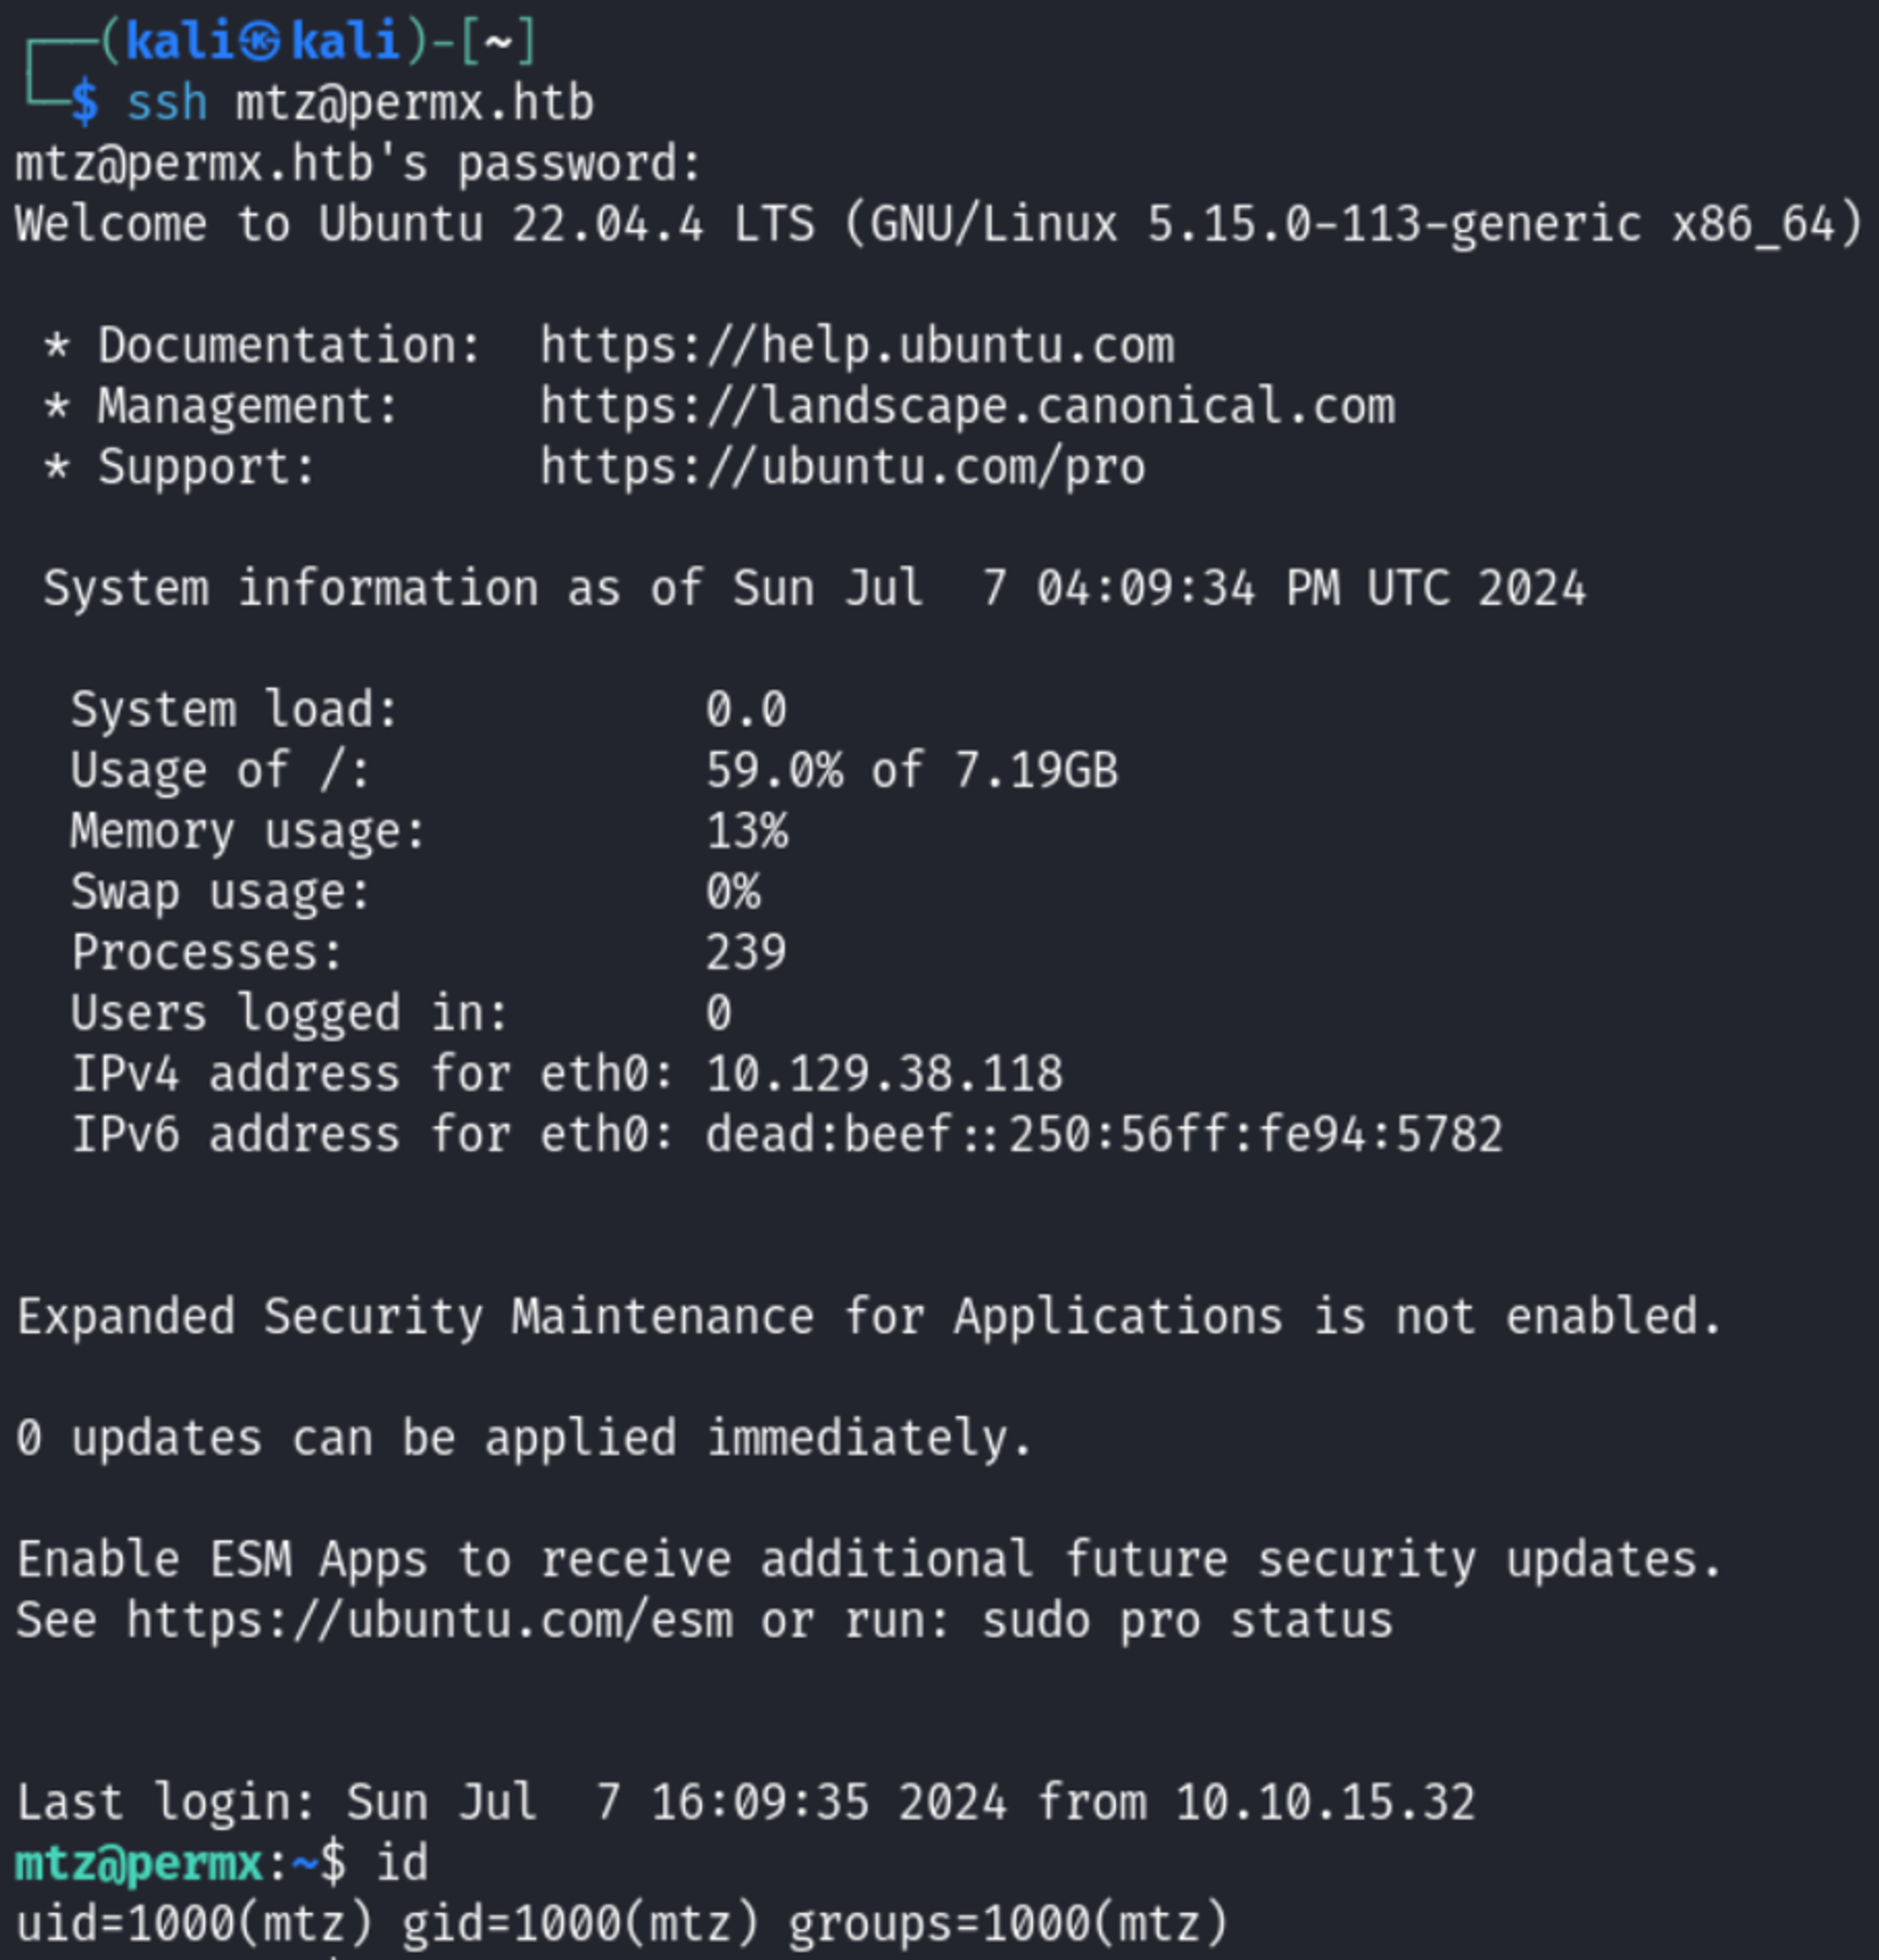 ┌──(kali㉿kali)-[~]
└─$ ssh mtz@permx.htb
mtz@permx.htb's password:
Welcome to Ubuntu 22.04.4 LTS (GNU/Linux 5.15.0-113-generic x86_64)
* Documentation:  https://help.ubuntu.com
* Management:     https://landscape.canonical.com
* Support:        https://ubuntu.com/pro
System information as of Sun Jul  7 04:09:34 PM UTC 2024
System load:           0.0
Usage of /:            59.0% of 7.19GB
Memory usage:          13%
Swap usage:            0%
Processes:             239
Users logged in:       0
IPv4 address for eth0: 10.129.38.118
IPv6 address for eth0: dead:beef::250:56ff:fe94:5782
Expanded Security Maintenance for Applications is not enabled.
0 updates can be applied immediately.
Enable ESM Apps to receive additional future security updates.
See https://ubuntu.com/esm or run: sudo pro status
Last login: Sun Jul  7 16:09:35 2024 from 10.10.15.32
mtz@permx:~$ id
uid=1000(mtz) gid=1000(mtz) groups=1000(mtz)